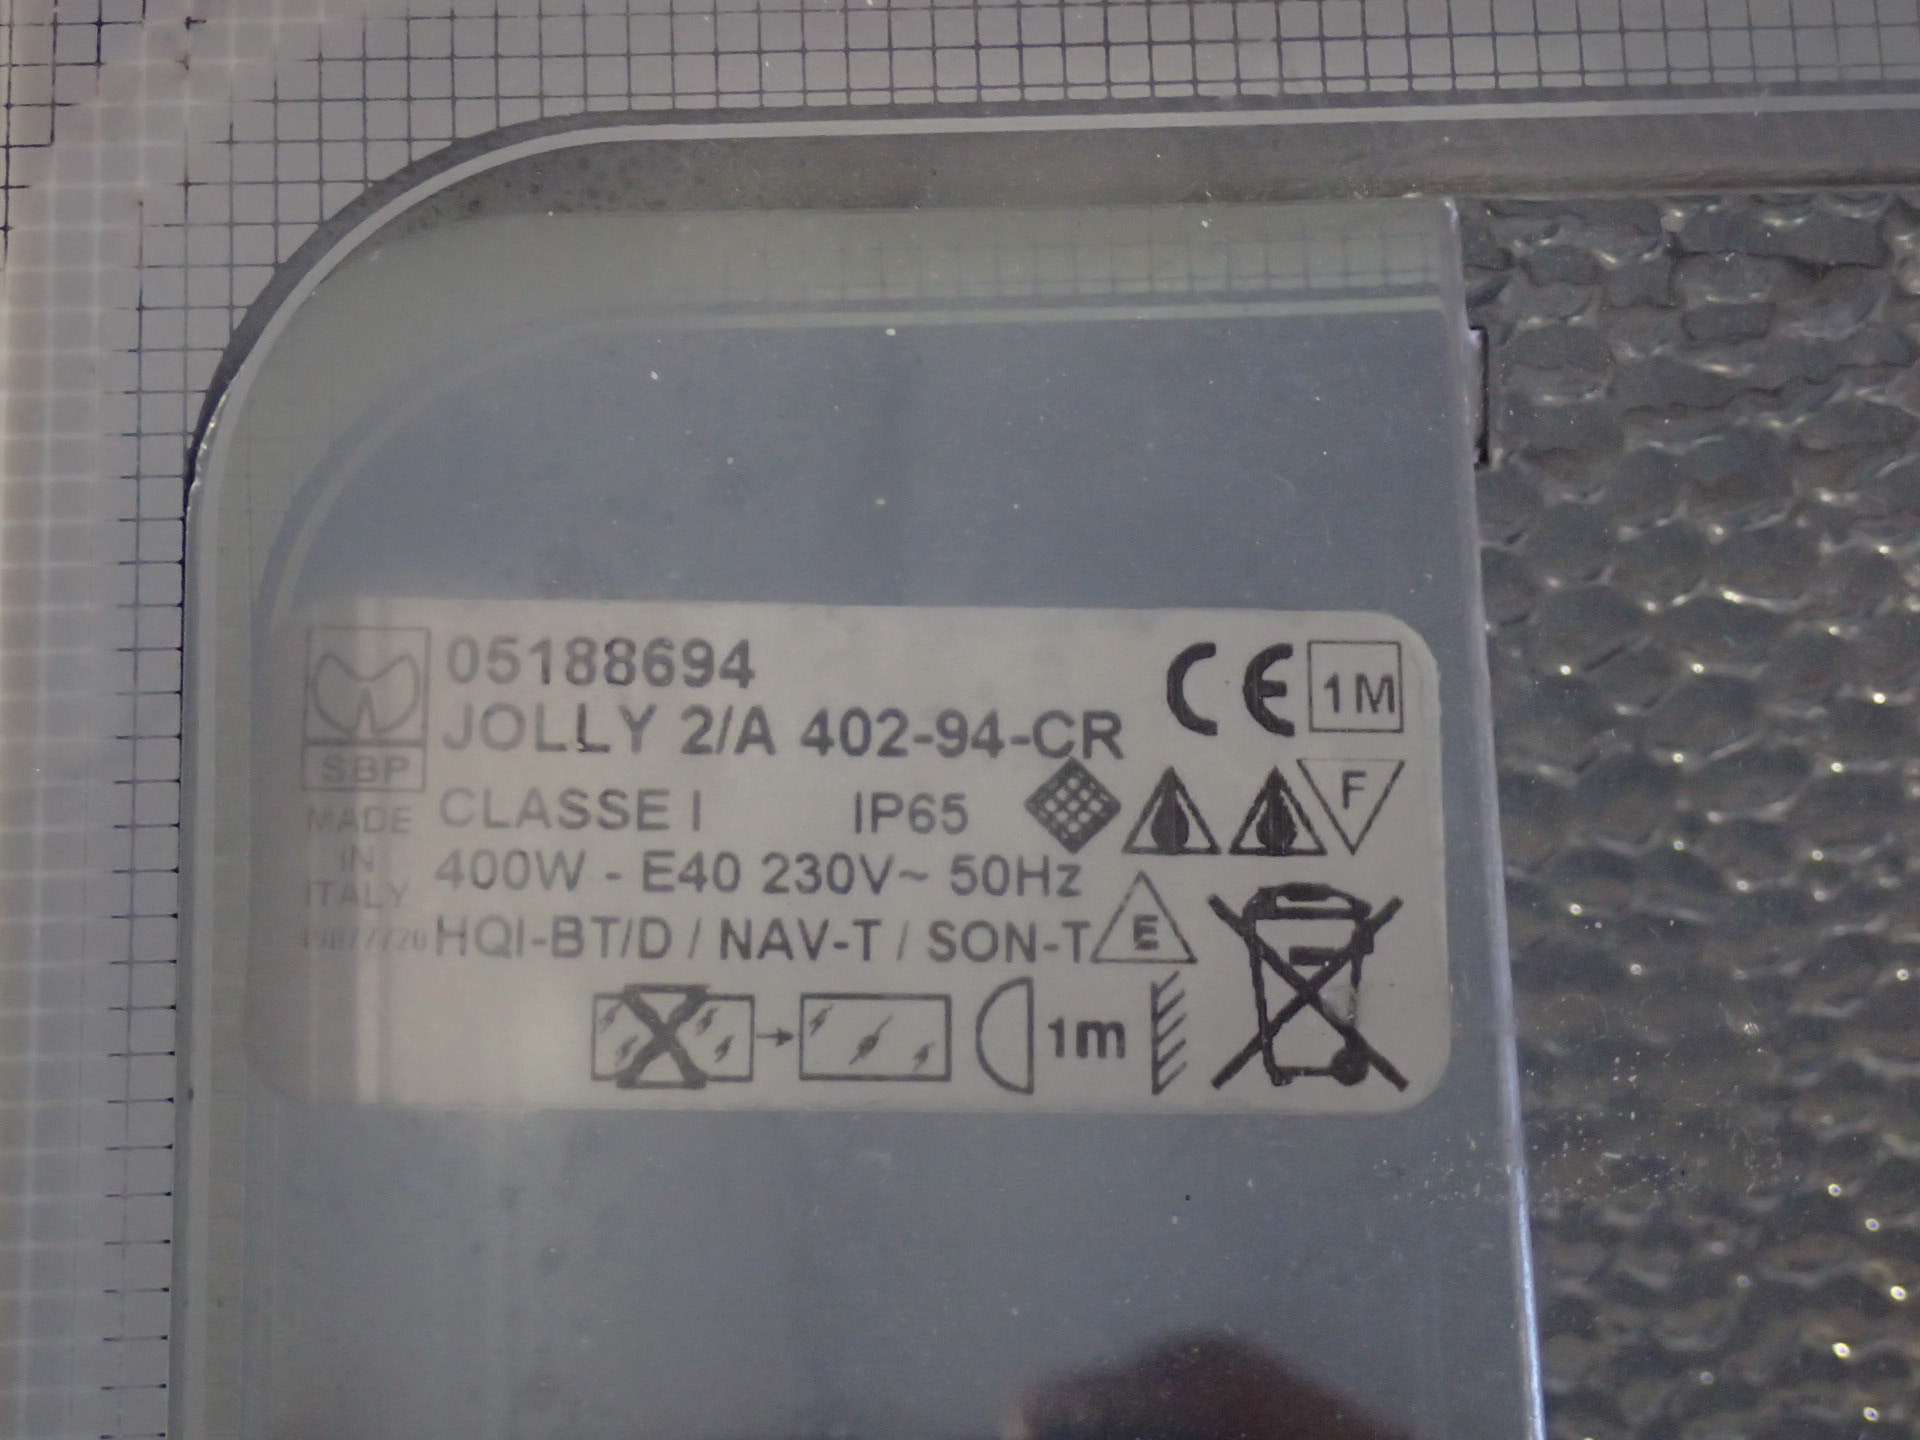 05188694
JOLLY 2/A 402-94-CR
CE
1M
SBP
CLASSE I IP65
F
MADE
IN
ITALY
400W - E40 230V~ 50Hz
HQI-BT/D / NAV-T / SON-T
E
1m